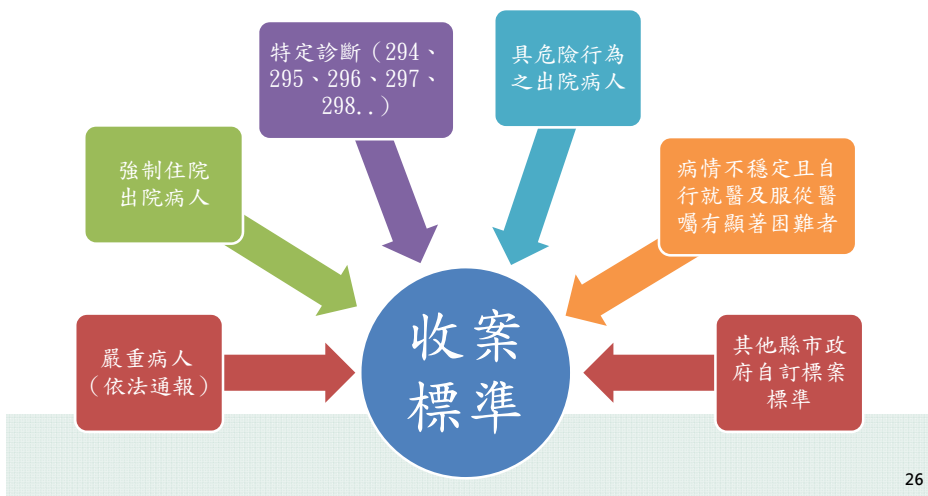 嚴重病人
（依法通報）
強制住院
出院病人
特定診斷（294、
295、296、297、
298..）
具危險行為
之出院病人
病情不穩定且自
行就醫及服從醫
囑有顯著困難者
其他縣市政
府自訂標案
標準
收案
標準
26